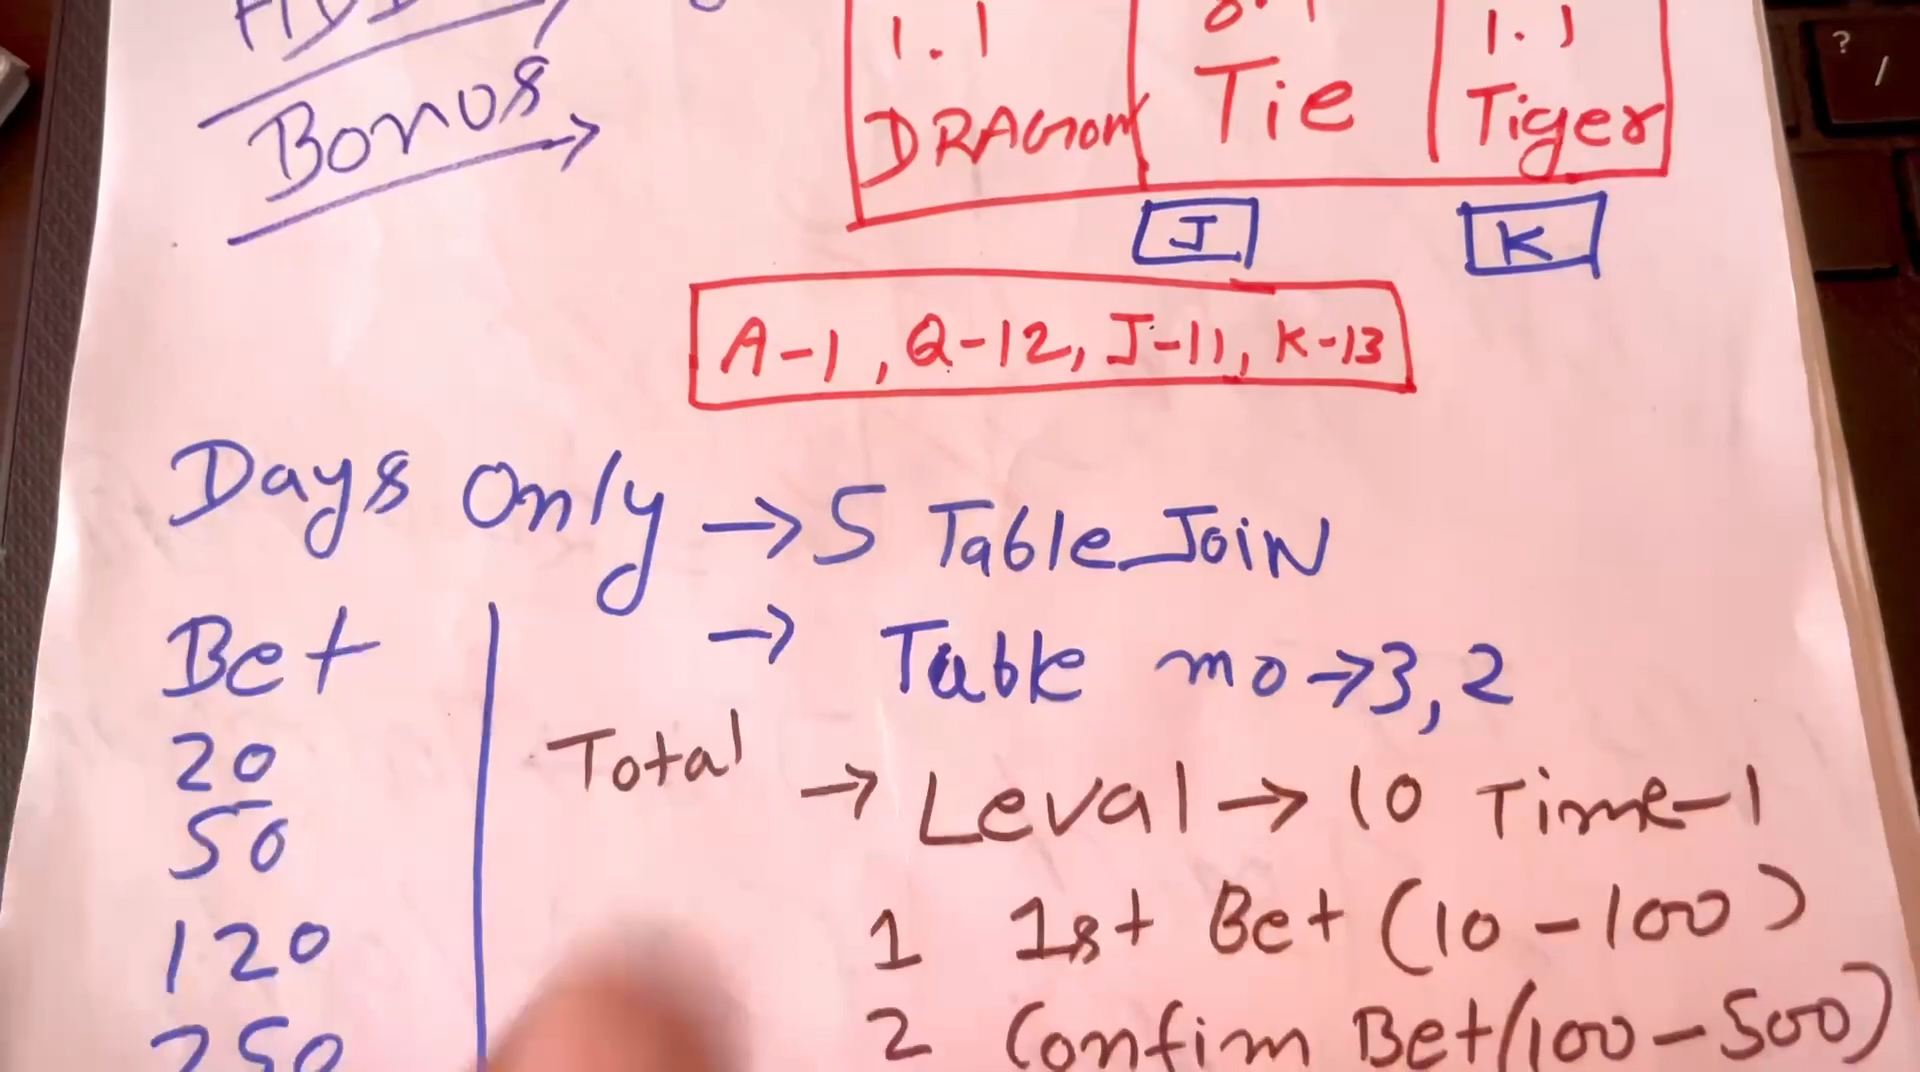 Bonus
1.1 1.1
DRAGON Tie Tiger
J K
A-1, Q-12, J-11, K-13
Days Only → 5 Table Join
Bet → Table no → 3, 2
20 Total → Leval → 10 Time-1
50
120 1 1st Bet (10-100)
250 2 Confim Bet (100-500)